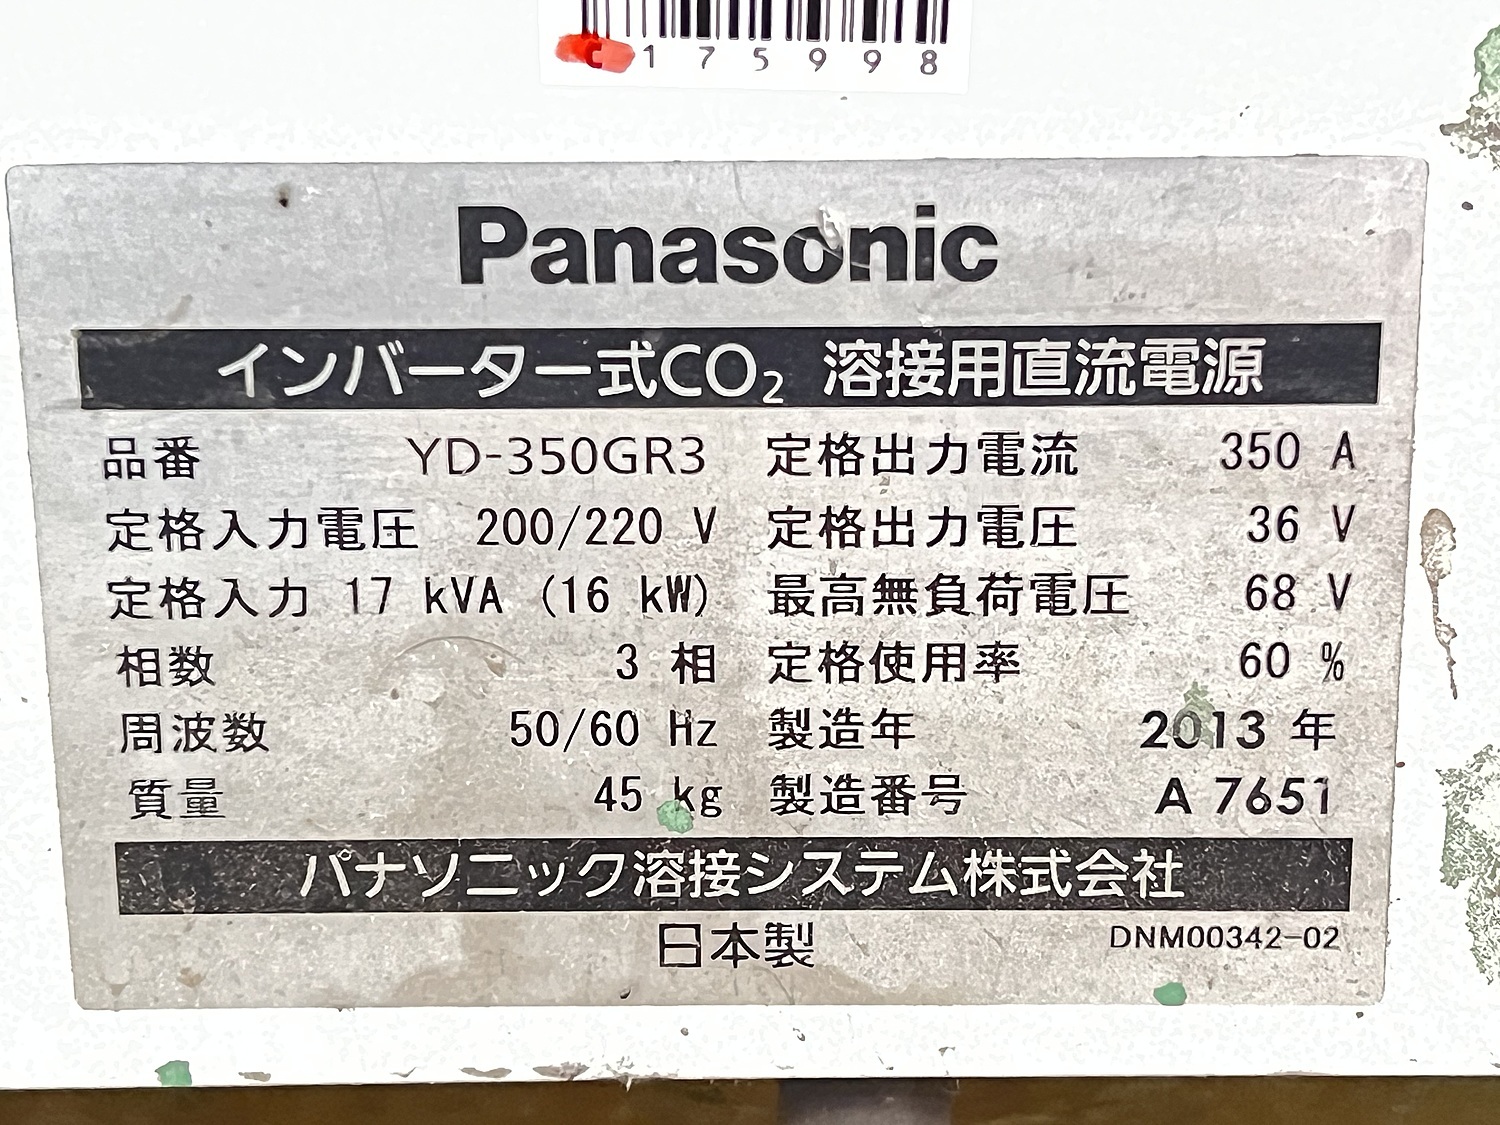 175998
Panasonic
インバーター式CO₂ 溶接用直流電源
品番 YD-350GR3 定格出力電流 350 A
定格入力電圧 200/220 V 定格出力電圧 36 V
定格入力 17 kVA (16 kW) 最高無負荷電圧 68 V
相数 3 相 定格使用率 60 %
周波数 50/60 Hz 製造年 2013 年
質量 45 kg 製造番号 A 7651
パナソニック溶接システム株式会社
日本製 DNM00342-02